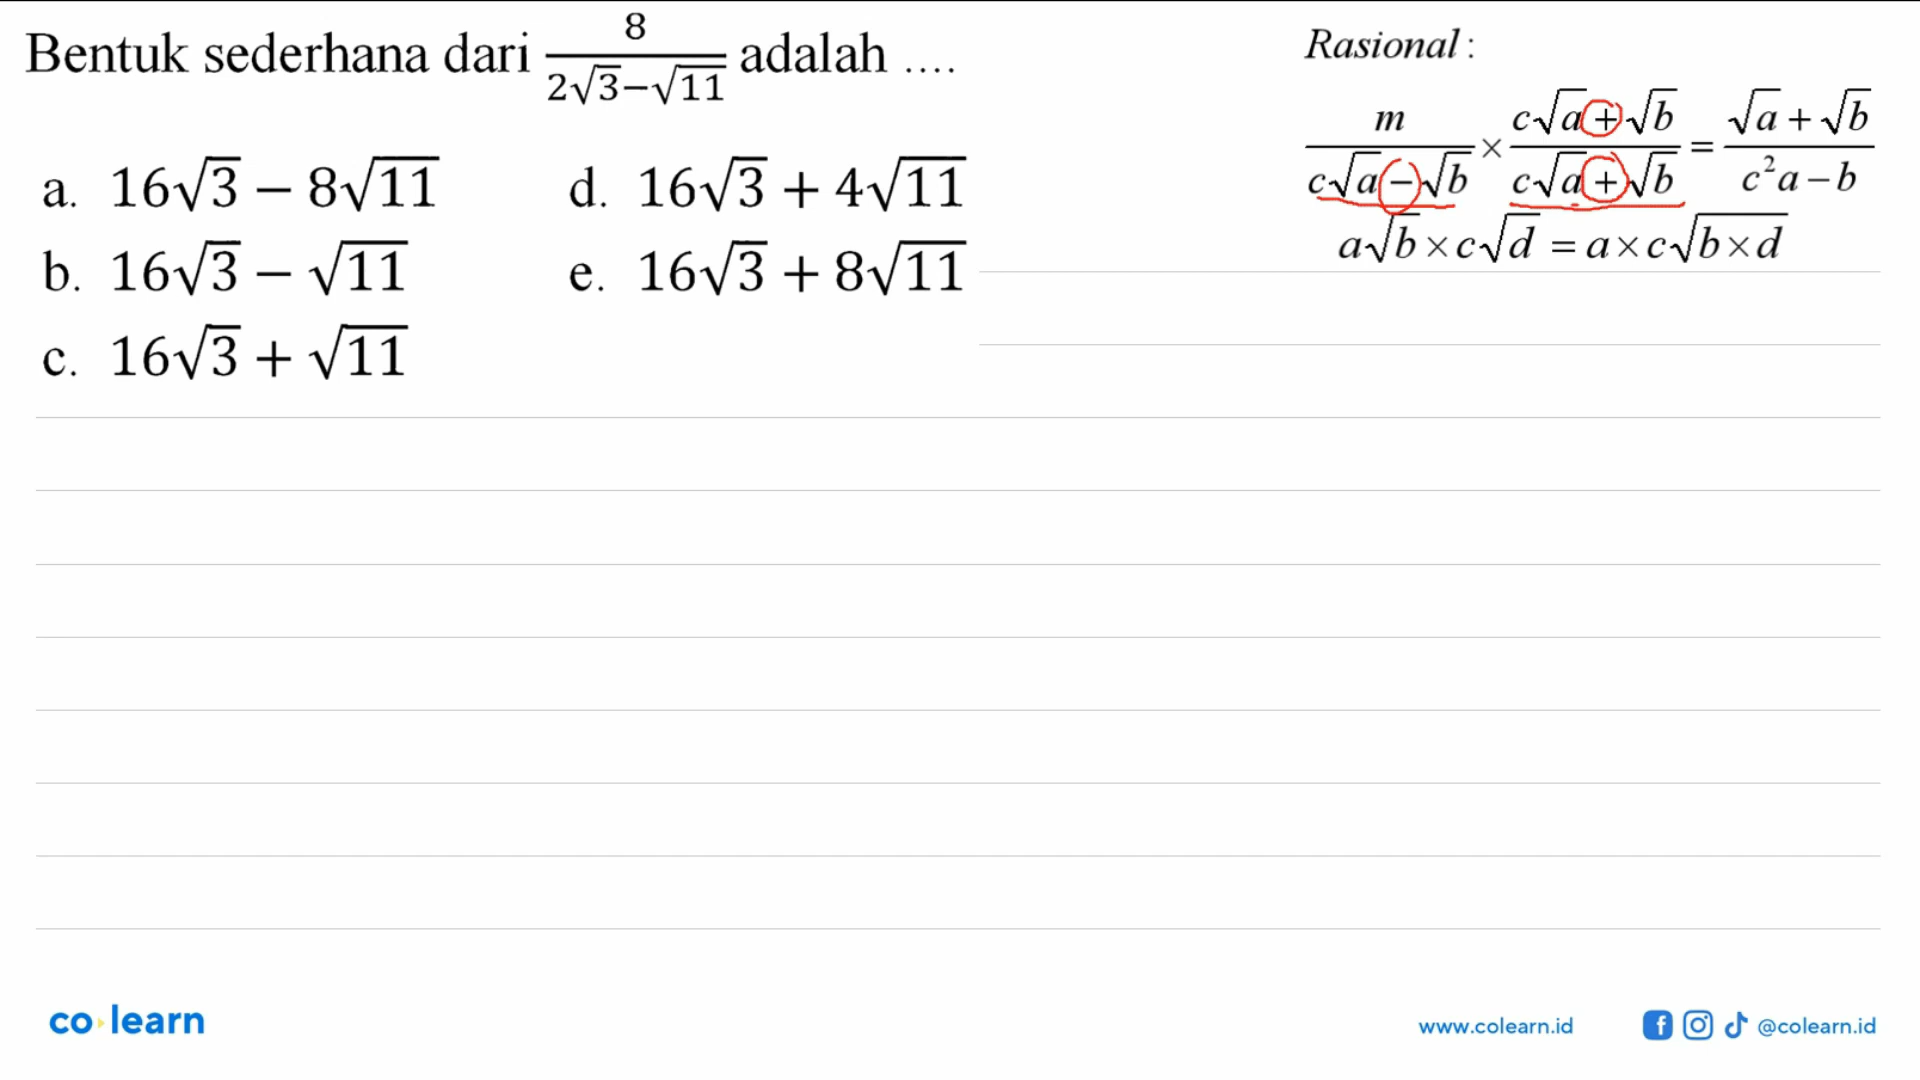 Bentuk sederhana dari 8/(2√3−√11) adalah ....
a. 16√3 − 8√11
b. 16√3 − √11
c. 16√3 + √11
d. 16√3 + 4√11
e. 16√3 + 8√11
Rasional :
m/(c√a − √b) × (c√a + √b)/(c√a + √b) = (√a + √b)/(c²a − b)
a√b × c√d = a × c√(b × d)
co learn
www.colearn.id
@colearn.id